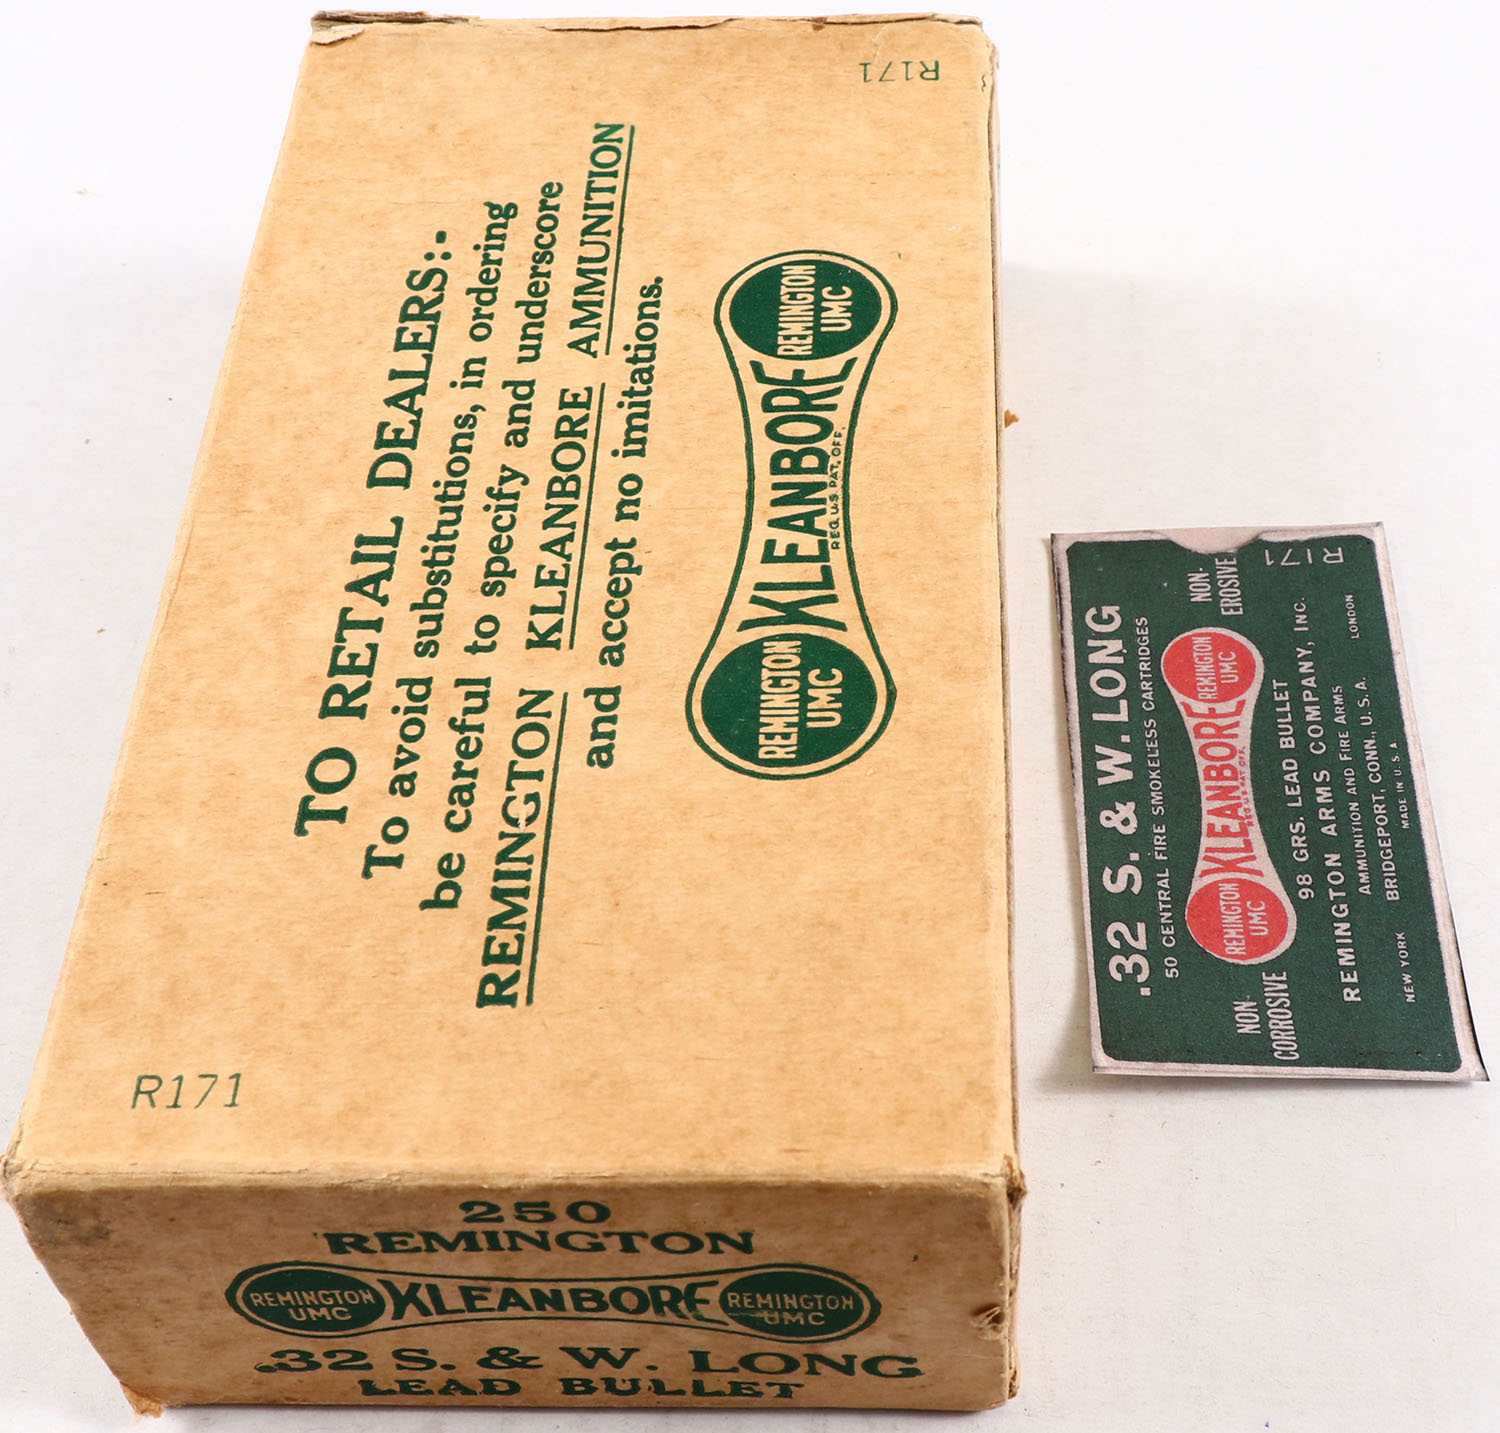 R171
TO RETAIL DEALERS:-
To avoid substitutions, in ordering
be careful to specify and underscore
REMINGTON KLEANBORE AMMUNITION
and accept no imitations.
REMINGTON
UMC
KLEANBORE
REG. U.S. PAT. OFF.
REMINGTON
UMC
R171
250
REMINGTON
REMINGTON
UMC
KLEANBORE
REMINGTON
UMC
.32 S. & W. LONG
LEAD BULLET
.32 S. & W. LONG
50 CENTRAL FIRE SMOKELESS CARTRIDGES
NON-
CORROSIVE
REMINGTON
UMC
KLEANBORE
REG. U.S. PAT. OFF.
REMINGTON
UMC
NON-
EROSIVE
98 GRS. LEAD BULLET
REMINGTON ARMS COMPANY, INC.
AMMUNITION AND FIRE ARMS
NEW YORK BRIDGEPORT, CONN., U.S.A. LONDON
MADE IN U.S.A.
R171